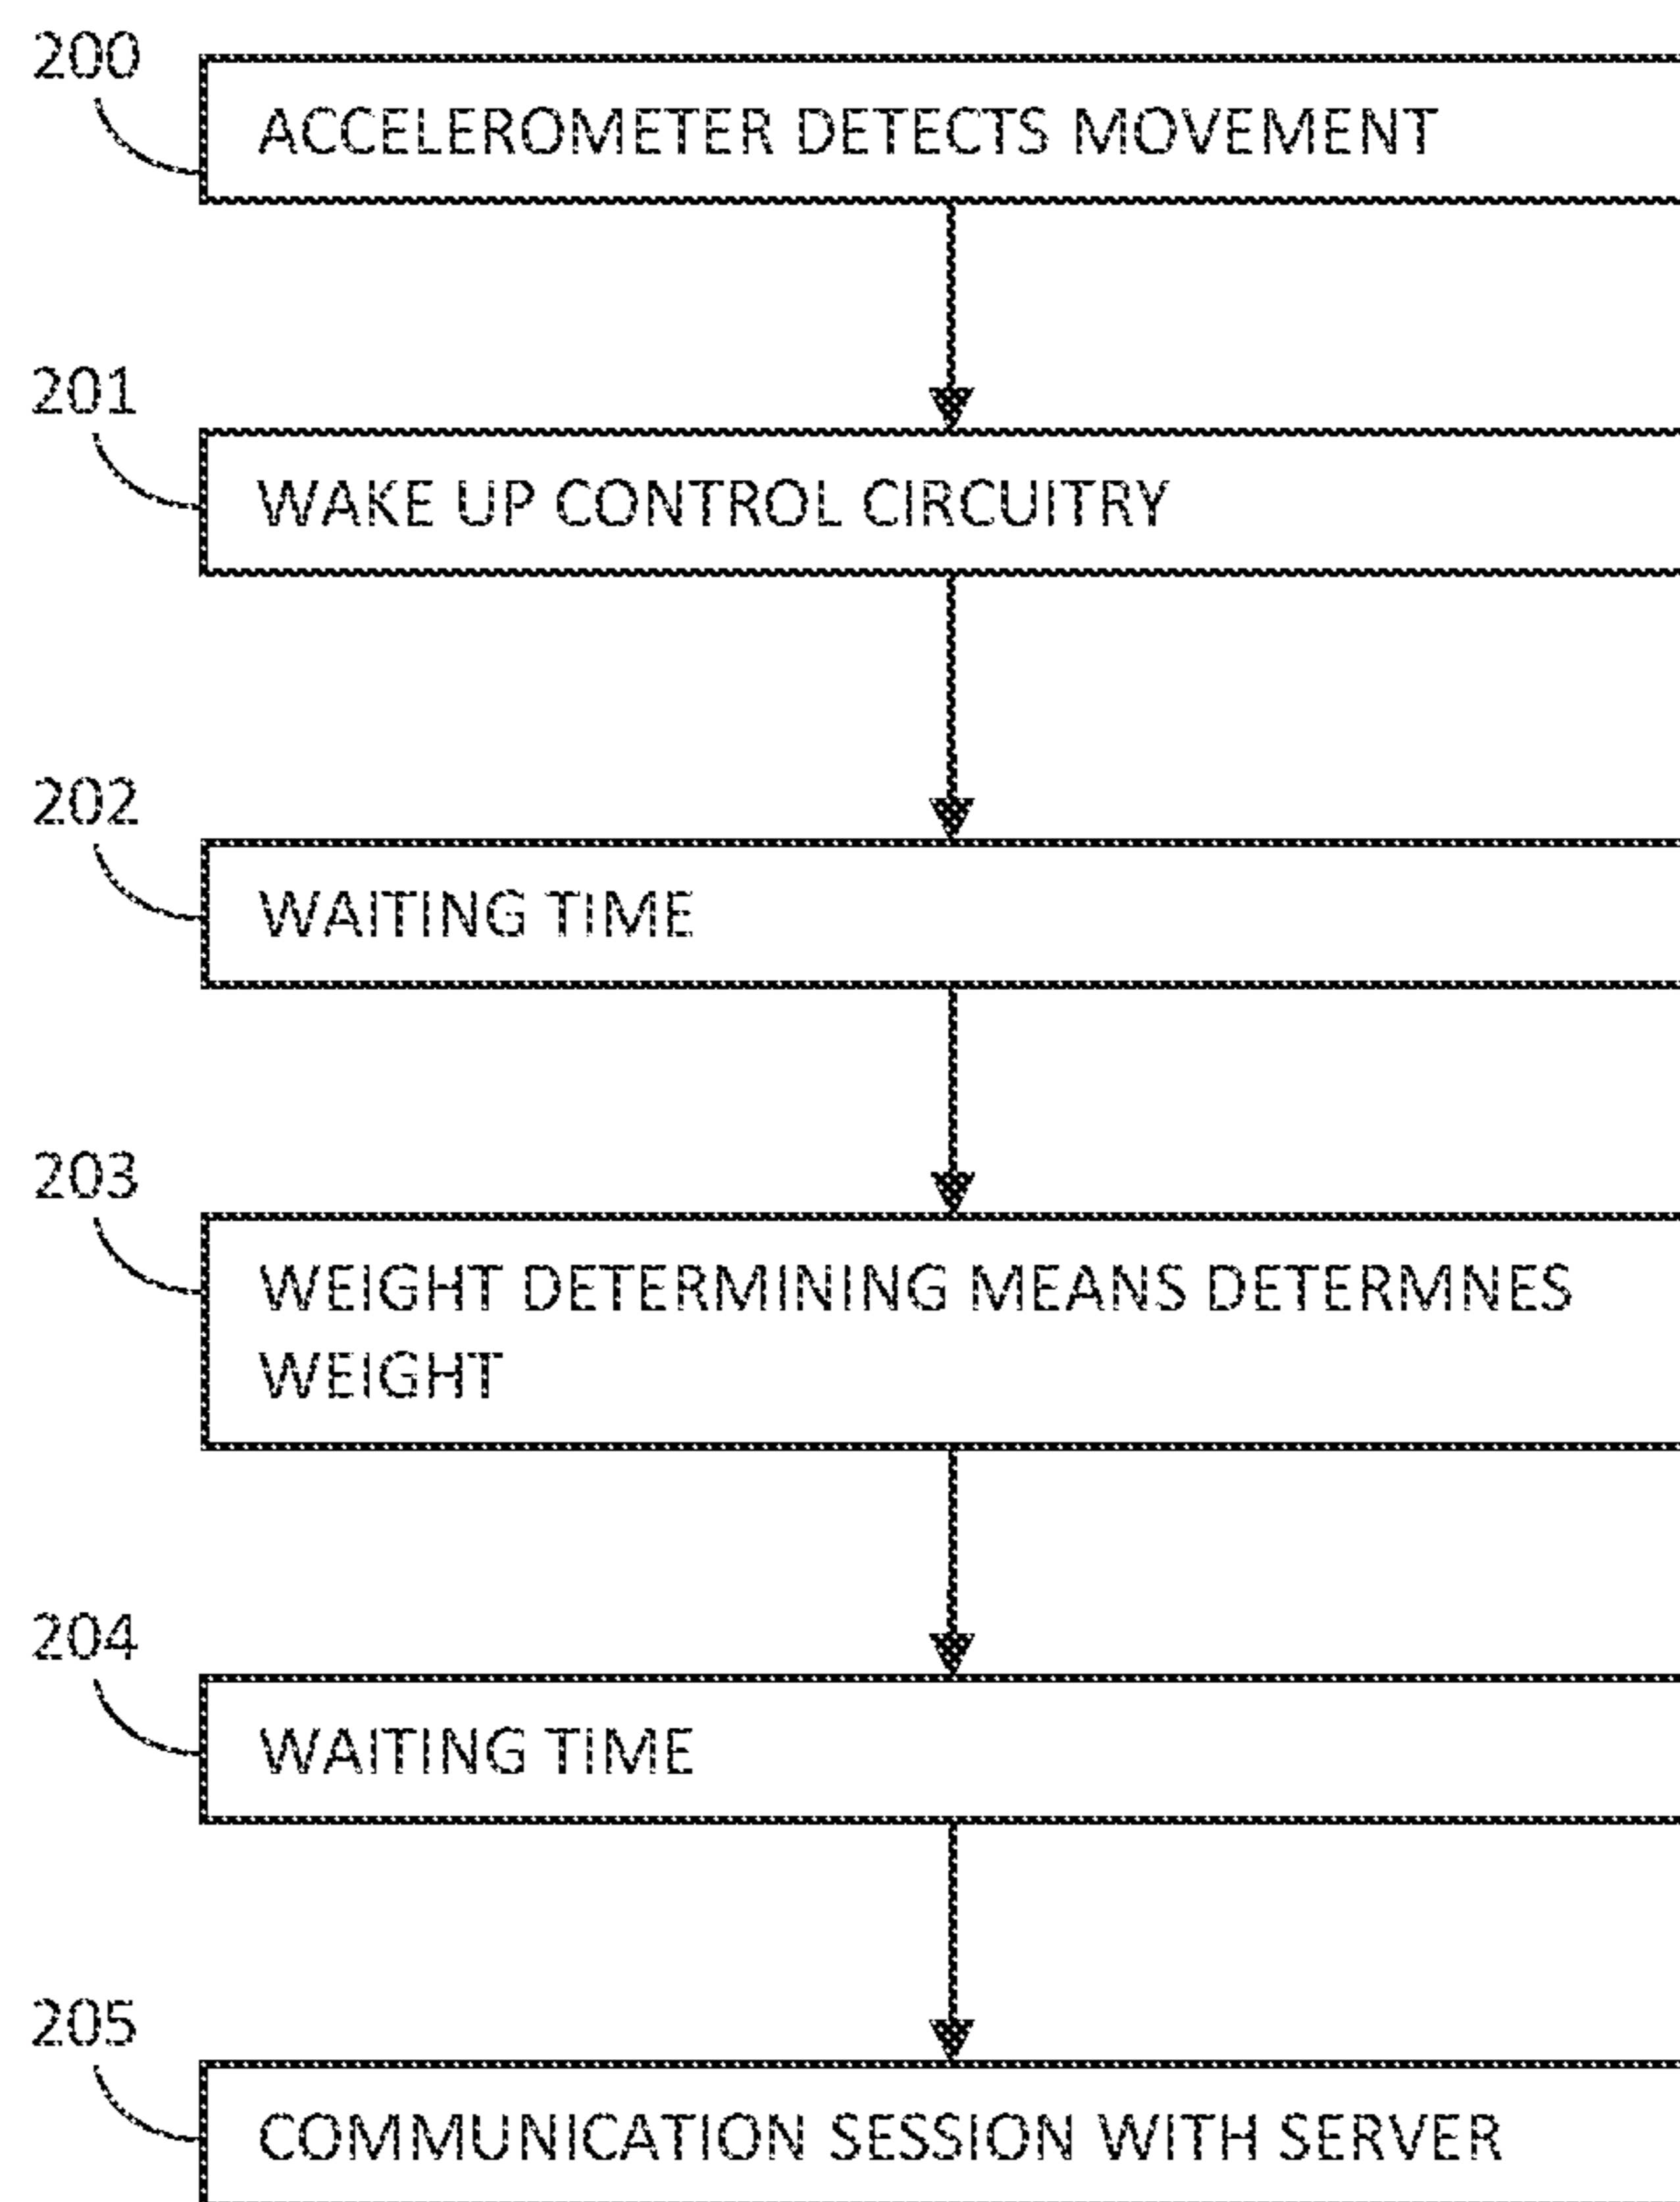 200
ACCELEROMETER DETECTS MOVEMENT
201
WAKE UP CONTROL CIRCUITRY
202
WAITING TIME
203
WEIGHT DETERMINING MEANS DETERMNES
WEIGHT
204
WAITING TIME
205
COMMUNICATION SESSION WITH SERVER